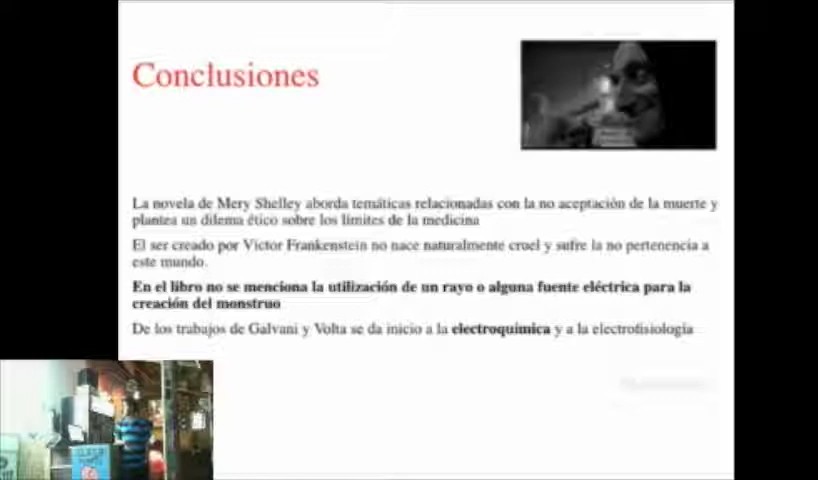 Conclusiones
La novela de Mery Shelley aborda temáticas relacionadas con la no aceptación de la muerte y
plantea un dilema ético sobre los límites de la medicina
El ser creado por Víctor Frankenstein no nace naturalmente cruel y sufre la no pertenencia a
este mundo.
En el libro no se menciona la utilización de un rayo o alguna fuente eléctrica para la
creación del monstruo
De los trabajos de Galvani y Volta se da inicio a la electroquímica y a la electrofisiología